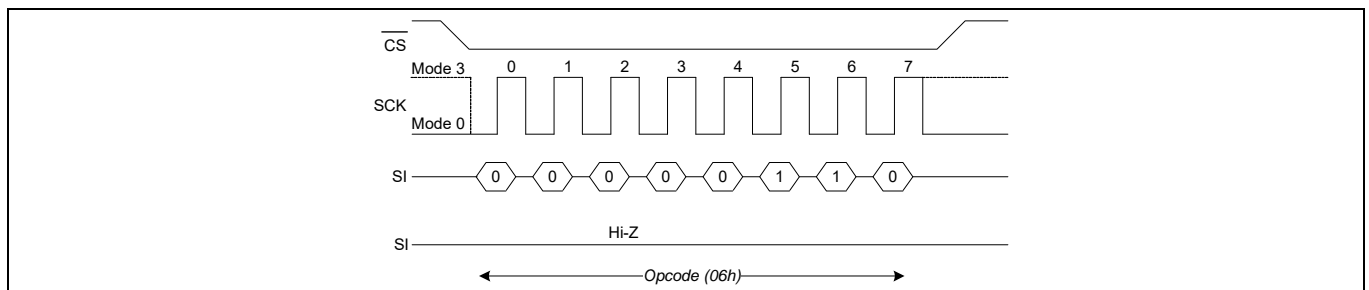 CS
Mode 3 0 1 2 3 4 5 6 7
SCK
Mode 0
SI 0 0 0 0 0 1 1 0
Hi-Z
SI
Opcode (06h)